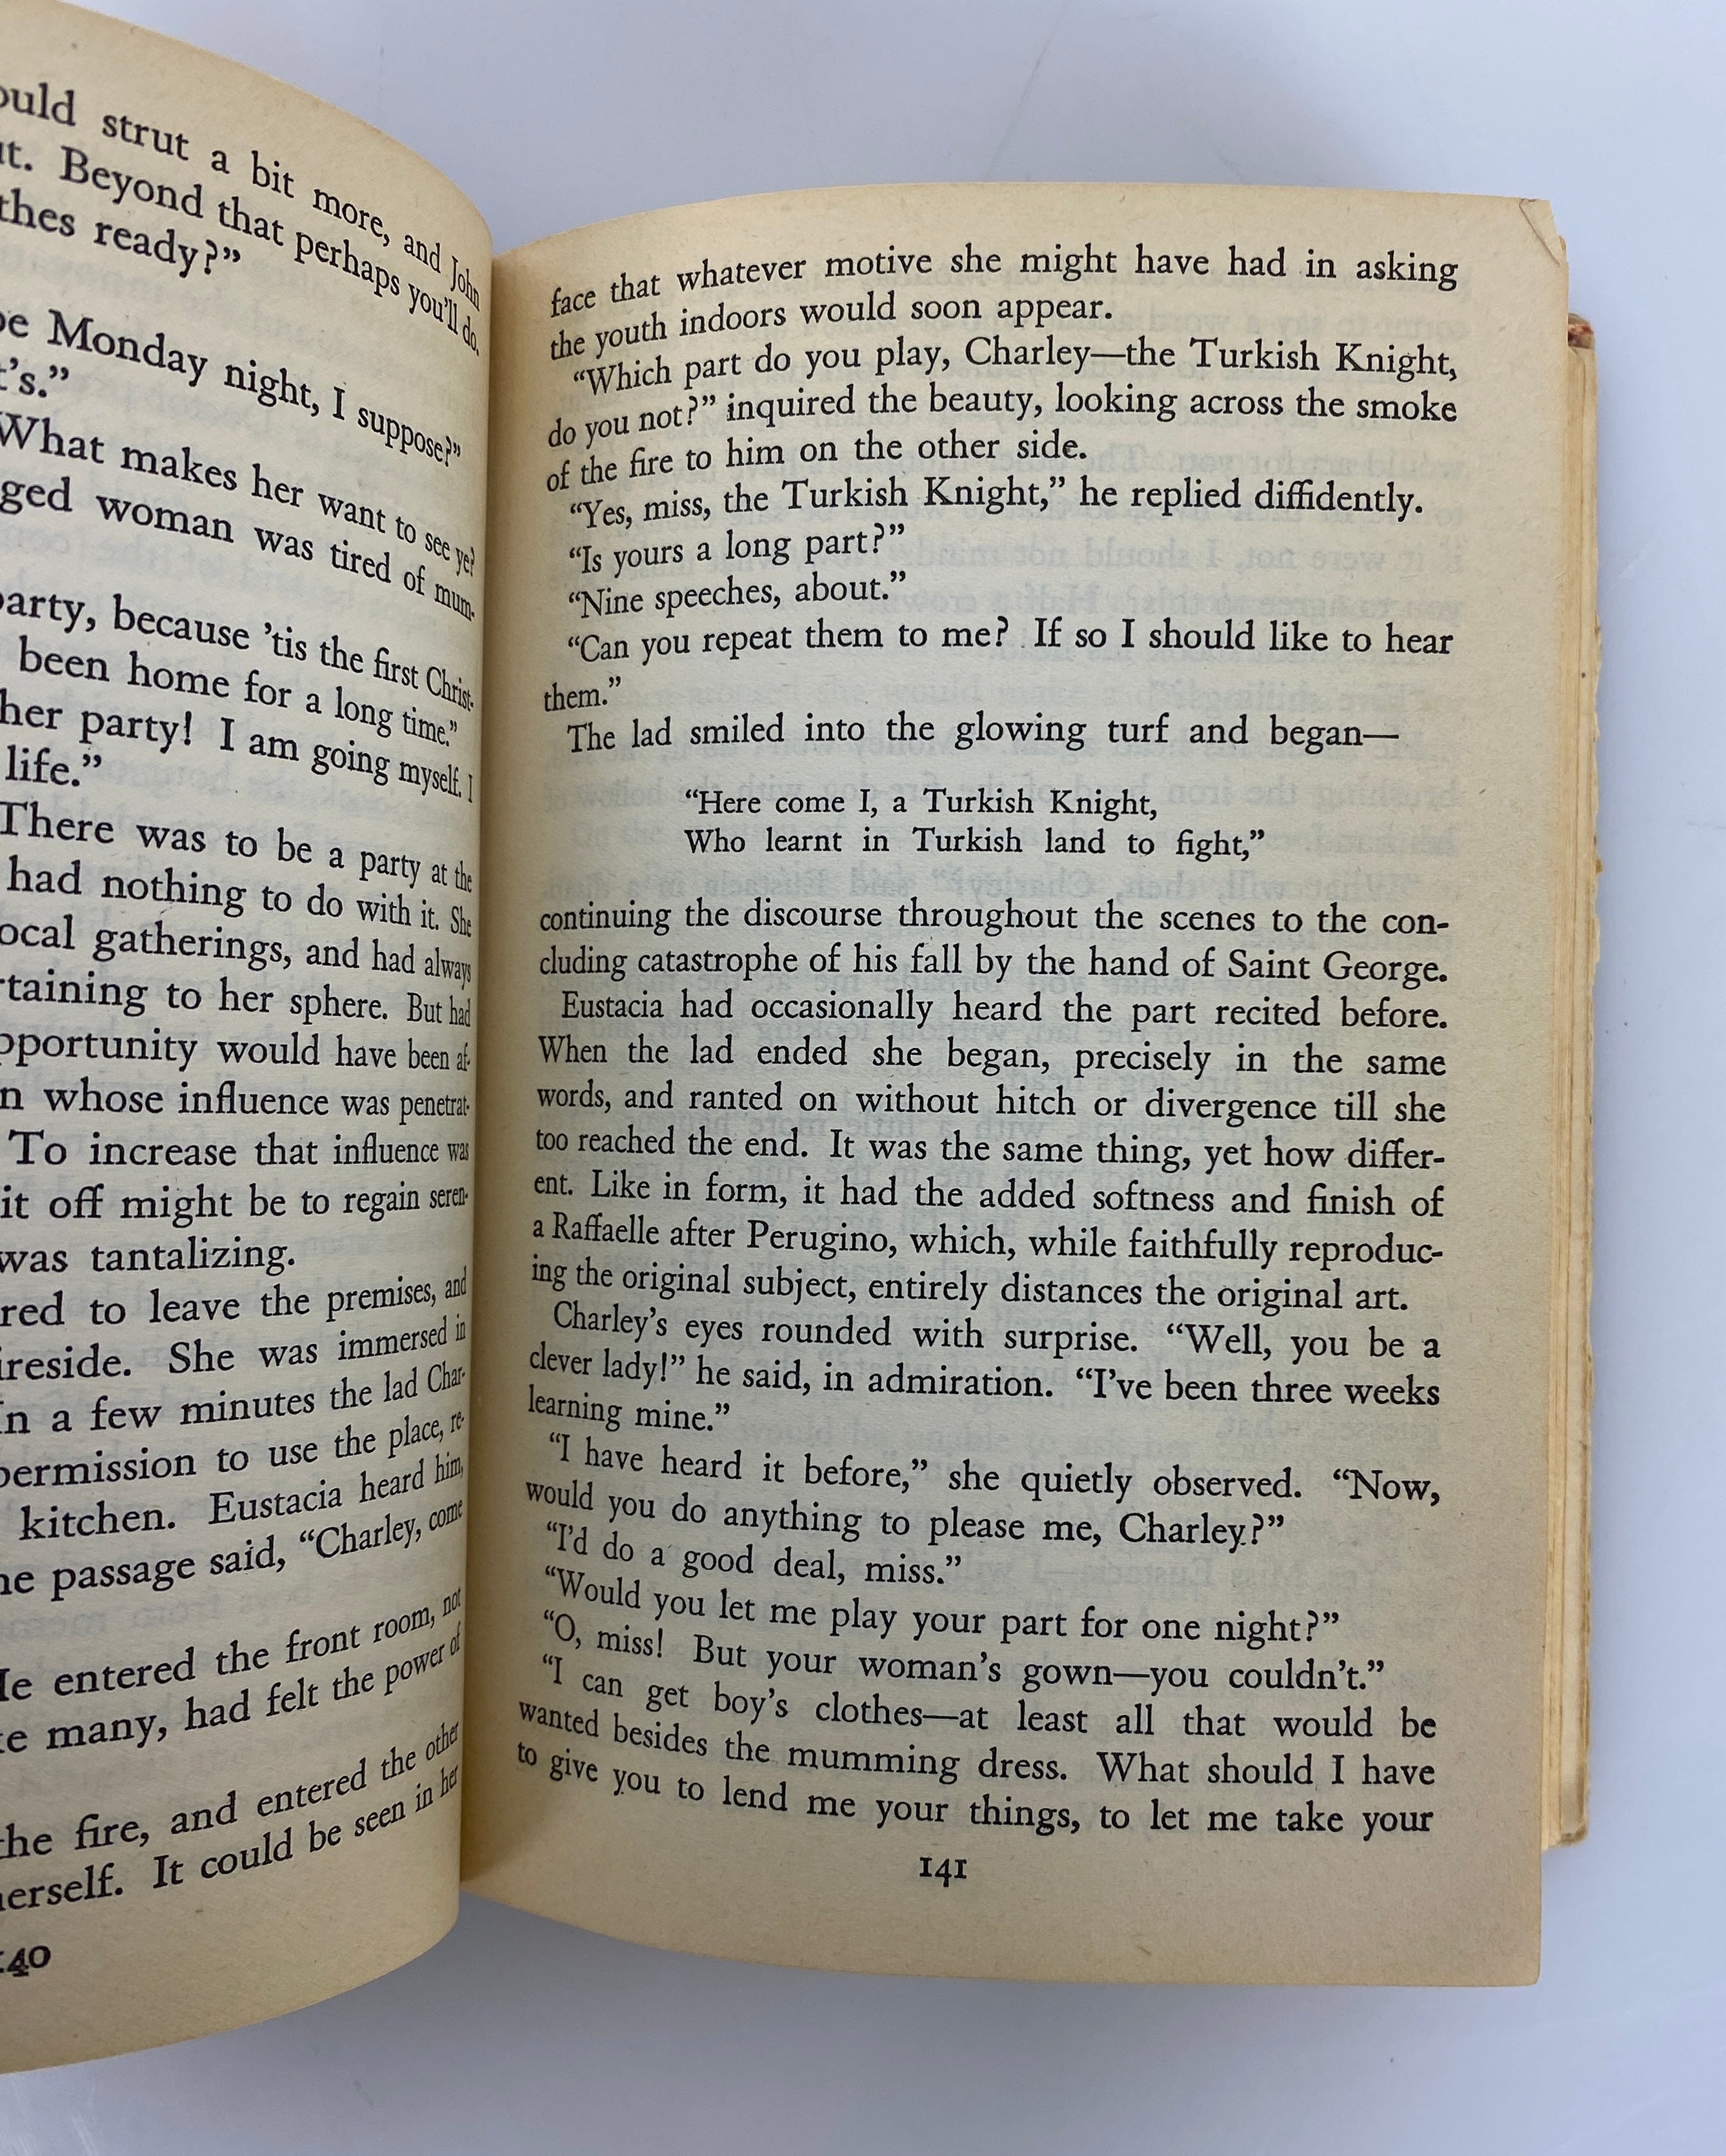 ould strut a bit more, and John
ut. Beyond that perhaps you'll do.
thes ready?”
be Monday night, I suppose?”
t's.”
What makes her want to see ye?
ged woman was tired of mum-
party, because 'tis the first Christ-
been home for a long time.”
her party! I am going myself. I
life.”
There was to be a party at the
had nothing to do with it. She
ocal gatherings, and had always
rtaining to her sphere. But had
pportunity would have been af-
n whose influence was penetrat-
To increase that influence was
it off might be to regain seren-
was tantalizing.
red to leave the premises, and
ireside. She was immersed in
In a few minutes the lad Char-
permission to use the place, re-
kitchen. Eustacia heard him,
he passage said, “Charley, come
He entered the front room, not
ke many, had felt the power of
the fire, and entered the other
herself. It could be seen in her
140
face that whatever motive she might have had in asking
the youth indoors would soon appear.
“Which part do you play, Charley—the Turkish Knight,
do you not?” inquired the beauty, looking across the smoke
of the fire to him on the other side.
“Yes, miss, the Turkish Knight,” he replied diffidently.
“Is yours a long part?”
“Nine speeches, about.”
“Can you repeat them to me? If so I should like to hear
them.”
The lad smiled into the glowing turf and began—
“Here come I, a Turkish Knight,
Who learnt in Turkish land to fight,”
continuing the discourse throughout the scenes to the con-
cluding catastrophe of his fall by the hand of Saint George.
Eustacia had occasionally heard the part recited before.
When the lad ended she began, precisely in the same
words, and ranted on without hitch or divergence till she
too reached the end. It was the same thing, yet how differ-
ent. Like in form, it had the added softness and finish of
a Raffaelle after Perugino, which, while faithfully reproduc-
ing the original subject, entirely distances the original art.
Charley's eyes rounded with surprise. “Well, you be a
clever lady!” he said, in admiration. “I've been three weeks
learning mine.”
“I have heard it before,” she quietly observed. “Now,
would you do anything to please me, Charley?”
“I'd do a good deal, miss.”
“Would you let me play your part for one night?”
“O, miss! But your woman's gown—you couldn't.”
“I can get boy's clothes—at least all that would be
wanted besides the mumming dress. What should I have
to give you to lend me your things, to let me take your
141